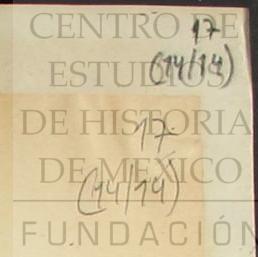 CENTRO DE
17
ESTUDIOS
(14/14)
DE HISTORIA
17
DE MEXICO
(14/14)
FUNDACIÓN